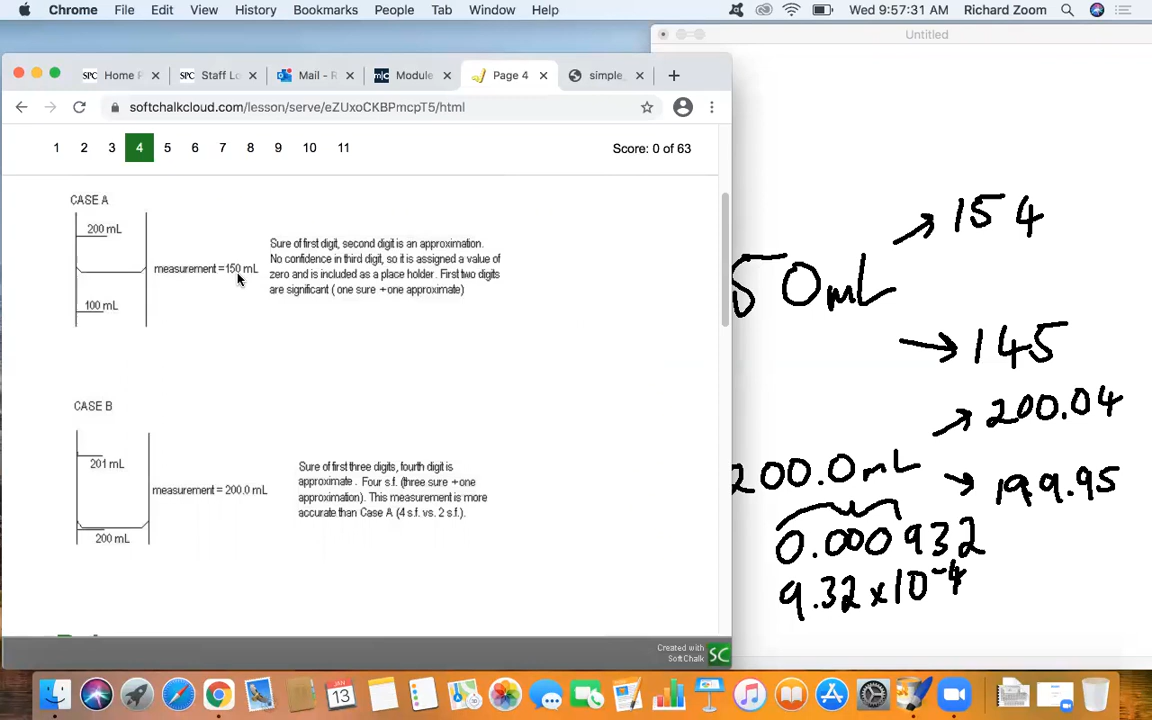 Chrome File Edit View History Bookmarks People Tab Window Help Wed 9:57:31 AM Richard Zoom
Untitled
SPC Home P SPC Staff Lo Mail - R m|c Module Page 4 simple_
softchalkcloud.com/lesson/serve/eZUxoCKBPmcpT5/html
1 2 3 4 5 6 7 8 9 10 11 Score: 0 of 63
CASE A
200 mL
measurement =150 mL
100 mL
Sure of first digit, second digit is an approximation.
No confidence in third digit, so it is assigned a value of
zero and is included as a place holder. First two digits
are significant ( one sure +one approximate)
CASE B
201 mL
measurement = 200.0 mL
200 mL
Sure of first three digits, fourth digit is
approximate . Four s.f. (three sure +one
approximation). This measurement is more
accurate than Case A (4 s.f. vs. 2 s.f.).
Created with
SoftChalk SC
154
50mL
145
200.04
200.0mL
199.95
0.000932
9.32x10-4
JAN
13